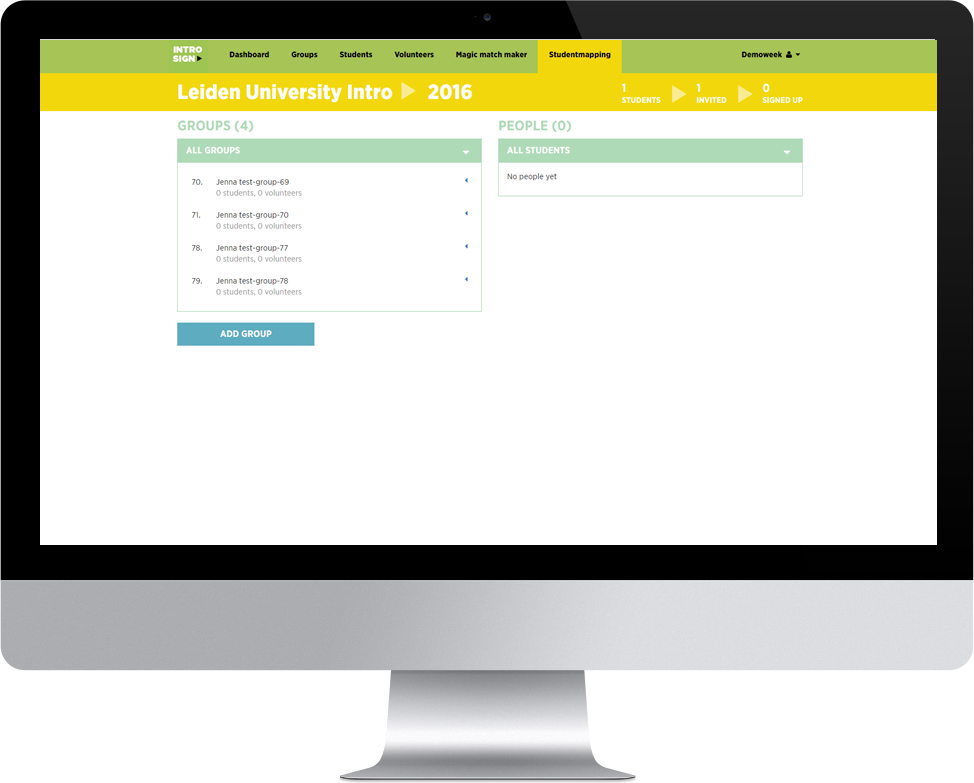 INTRO
SIGN
Dashboard Groups Students Volunteers Magic match maker Studentmapping Demoweek
Leiden University Intro 2016
1 1 0
STUDENTS INVITED SIGNED UP
GROUPS (4)
ALL GROUPS
70. Jenna test-group-69
0 students, 0 volunteers
71. Jenna test-group-70
0 students, 0 volunteers
78. Jenna test-group-77
0 students, 0 volunteers
79. Jenna test-group-78
0 students, 0 volunteers
ADD GROUP
PEOPLE (0)
ALL STUDENTS
No people yet